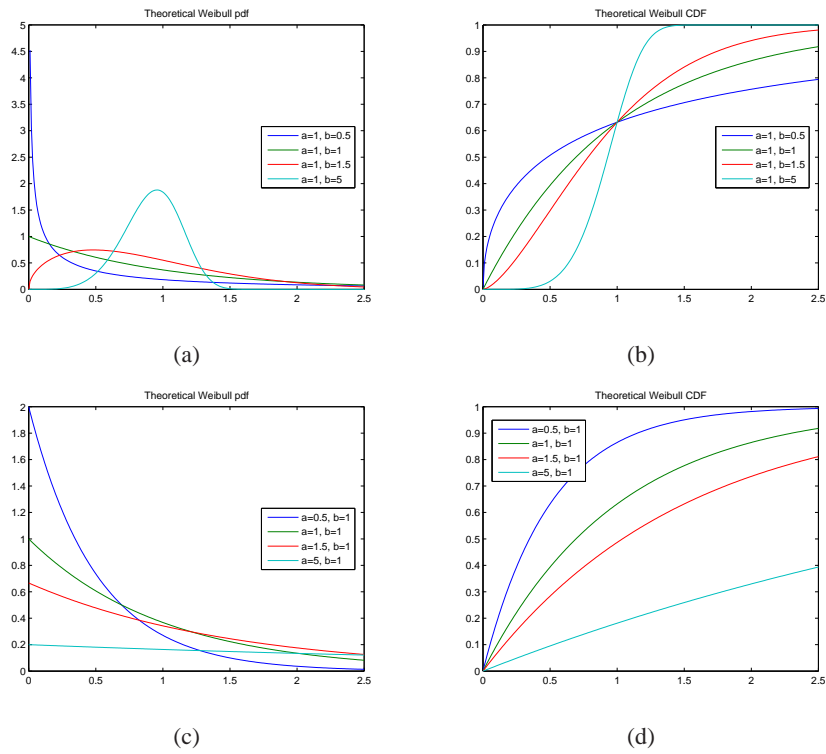 Theoretical Weibull pdf
5
4.5
4
3.5
3
2.5
2
1.5
1
0.5
0
0 0.5 1 1.5 2 2.5
a=1, b=0.5
a=1, b=1
a=1, b=1.5
a=1, b=5
(a)
Theoretical Weibull CDF
1
0.9
0.8
0.7
0.6
0.5
0.4
0.3
0.2
0.1
0
0 0.5 1 1.5 2 2.5
a=1, b=0.5
a=1, b=1
a=1, b=1.5
a=1, b=5
(b)
Theoretical Weibull pdf
2
1.8
1.6
1.4
1.2
1
0.8
0.6
0.4
0.2
0
0 0.5 1 1.5 2 2.5
a=0.5, b=1
a=1, b=1
a=1.5, b=1
a=5, b=1
(c)
Theoretical Weibull CDF
1
0.9
0.8
0.7
0.6
0.5
0.4
0.3
0.2
0.1
0
0 0.5 1 1.5 2 2.5
a=0.5, b=1
a=1, b=1
a=1.5, b=1
a=5, b=1
(d)